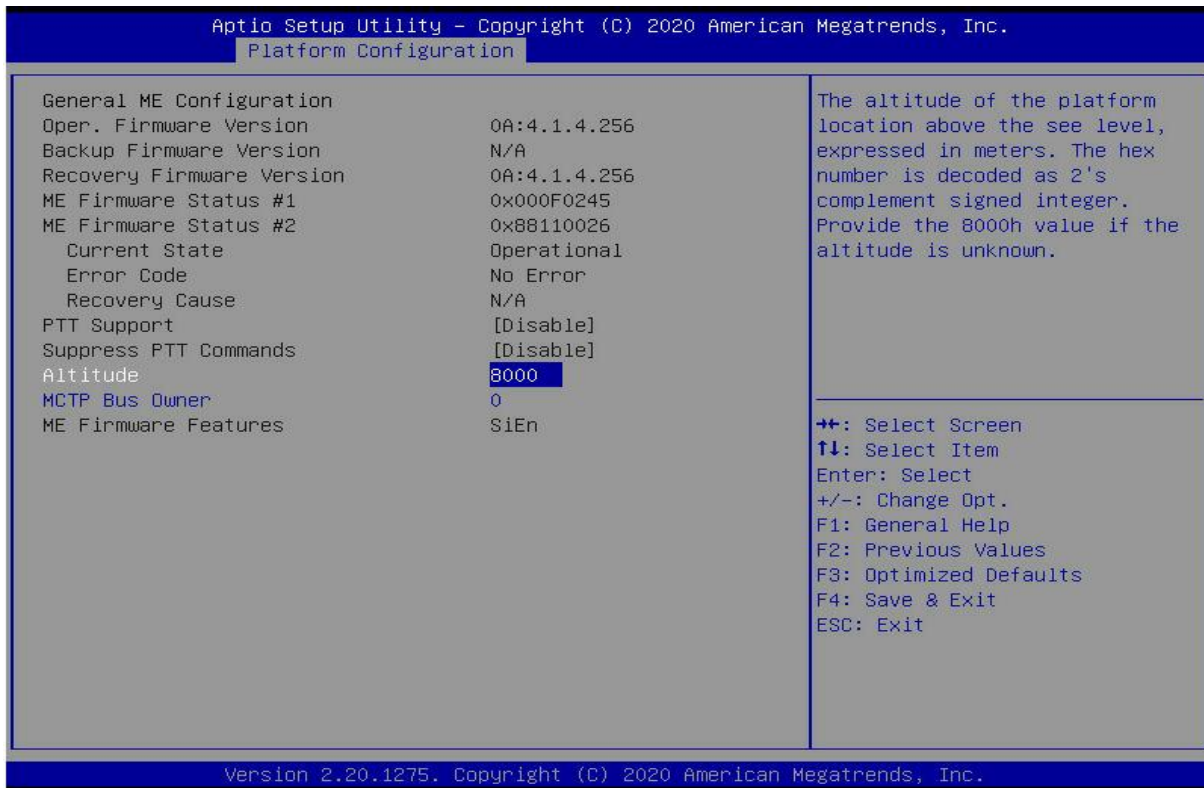 Aptio Setup Utility – Copyright (C) 2020 American Megatrends, Inc.
Platform Configuration
General ME Configuration
Oper. Firmware Version 0A:4.1.4.256
Backup Firmware Version N/A
Recovery Firmware Version 0A:4.1.4.256
ME Firmware Status #1 0x000F0245
ME Firmware Status #2 0x88110026
Current State Operational
Error Code No Error
Recovery Cause N/A
PTT Support [Disable]
Suppress PTT Commands [Disable]
Altitude 8000
MCTP Bus Owner 0
ME Firmware Features SiEn
The altitude of the platform
location above the see level,
expressed in meters. The hex
number is decoded as 2's
complement signed integer.
Provide the 8000h value if the
altitude is unknown.
→←: Select Screen
↑↓: Select Item
Enter: Select
+/-: Change Opt.
F1: General Help
F2: Previous Values
F3: Optimized Defaults
F4: Save & Exit
ESC: Exit
Version 2.20.1275. Copyright (C) 2020 American Megatrends, Inc.